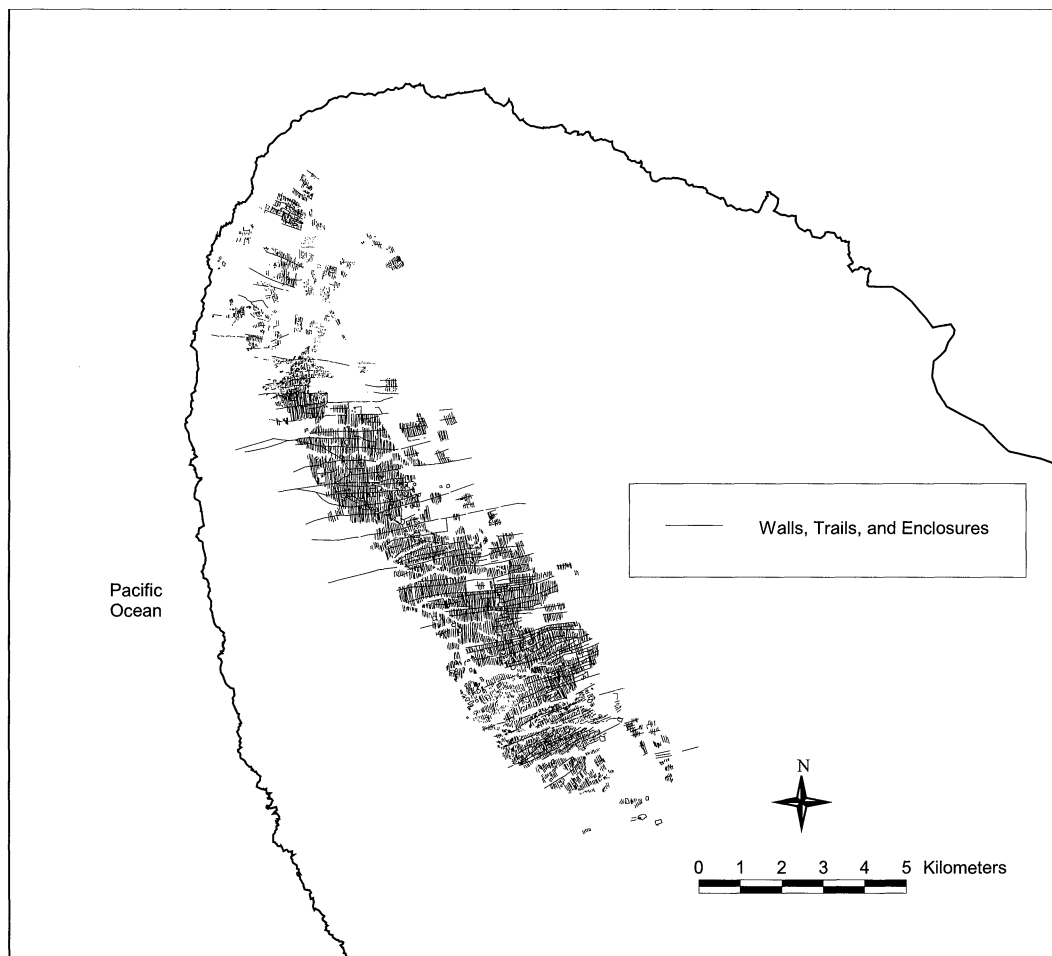 Walls, Trails, and Enclosures
Pacific
Ocean
N
0 1 2 3 4 5 Kilometers